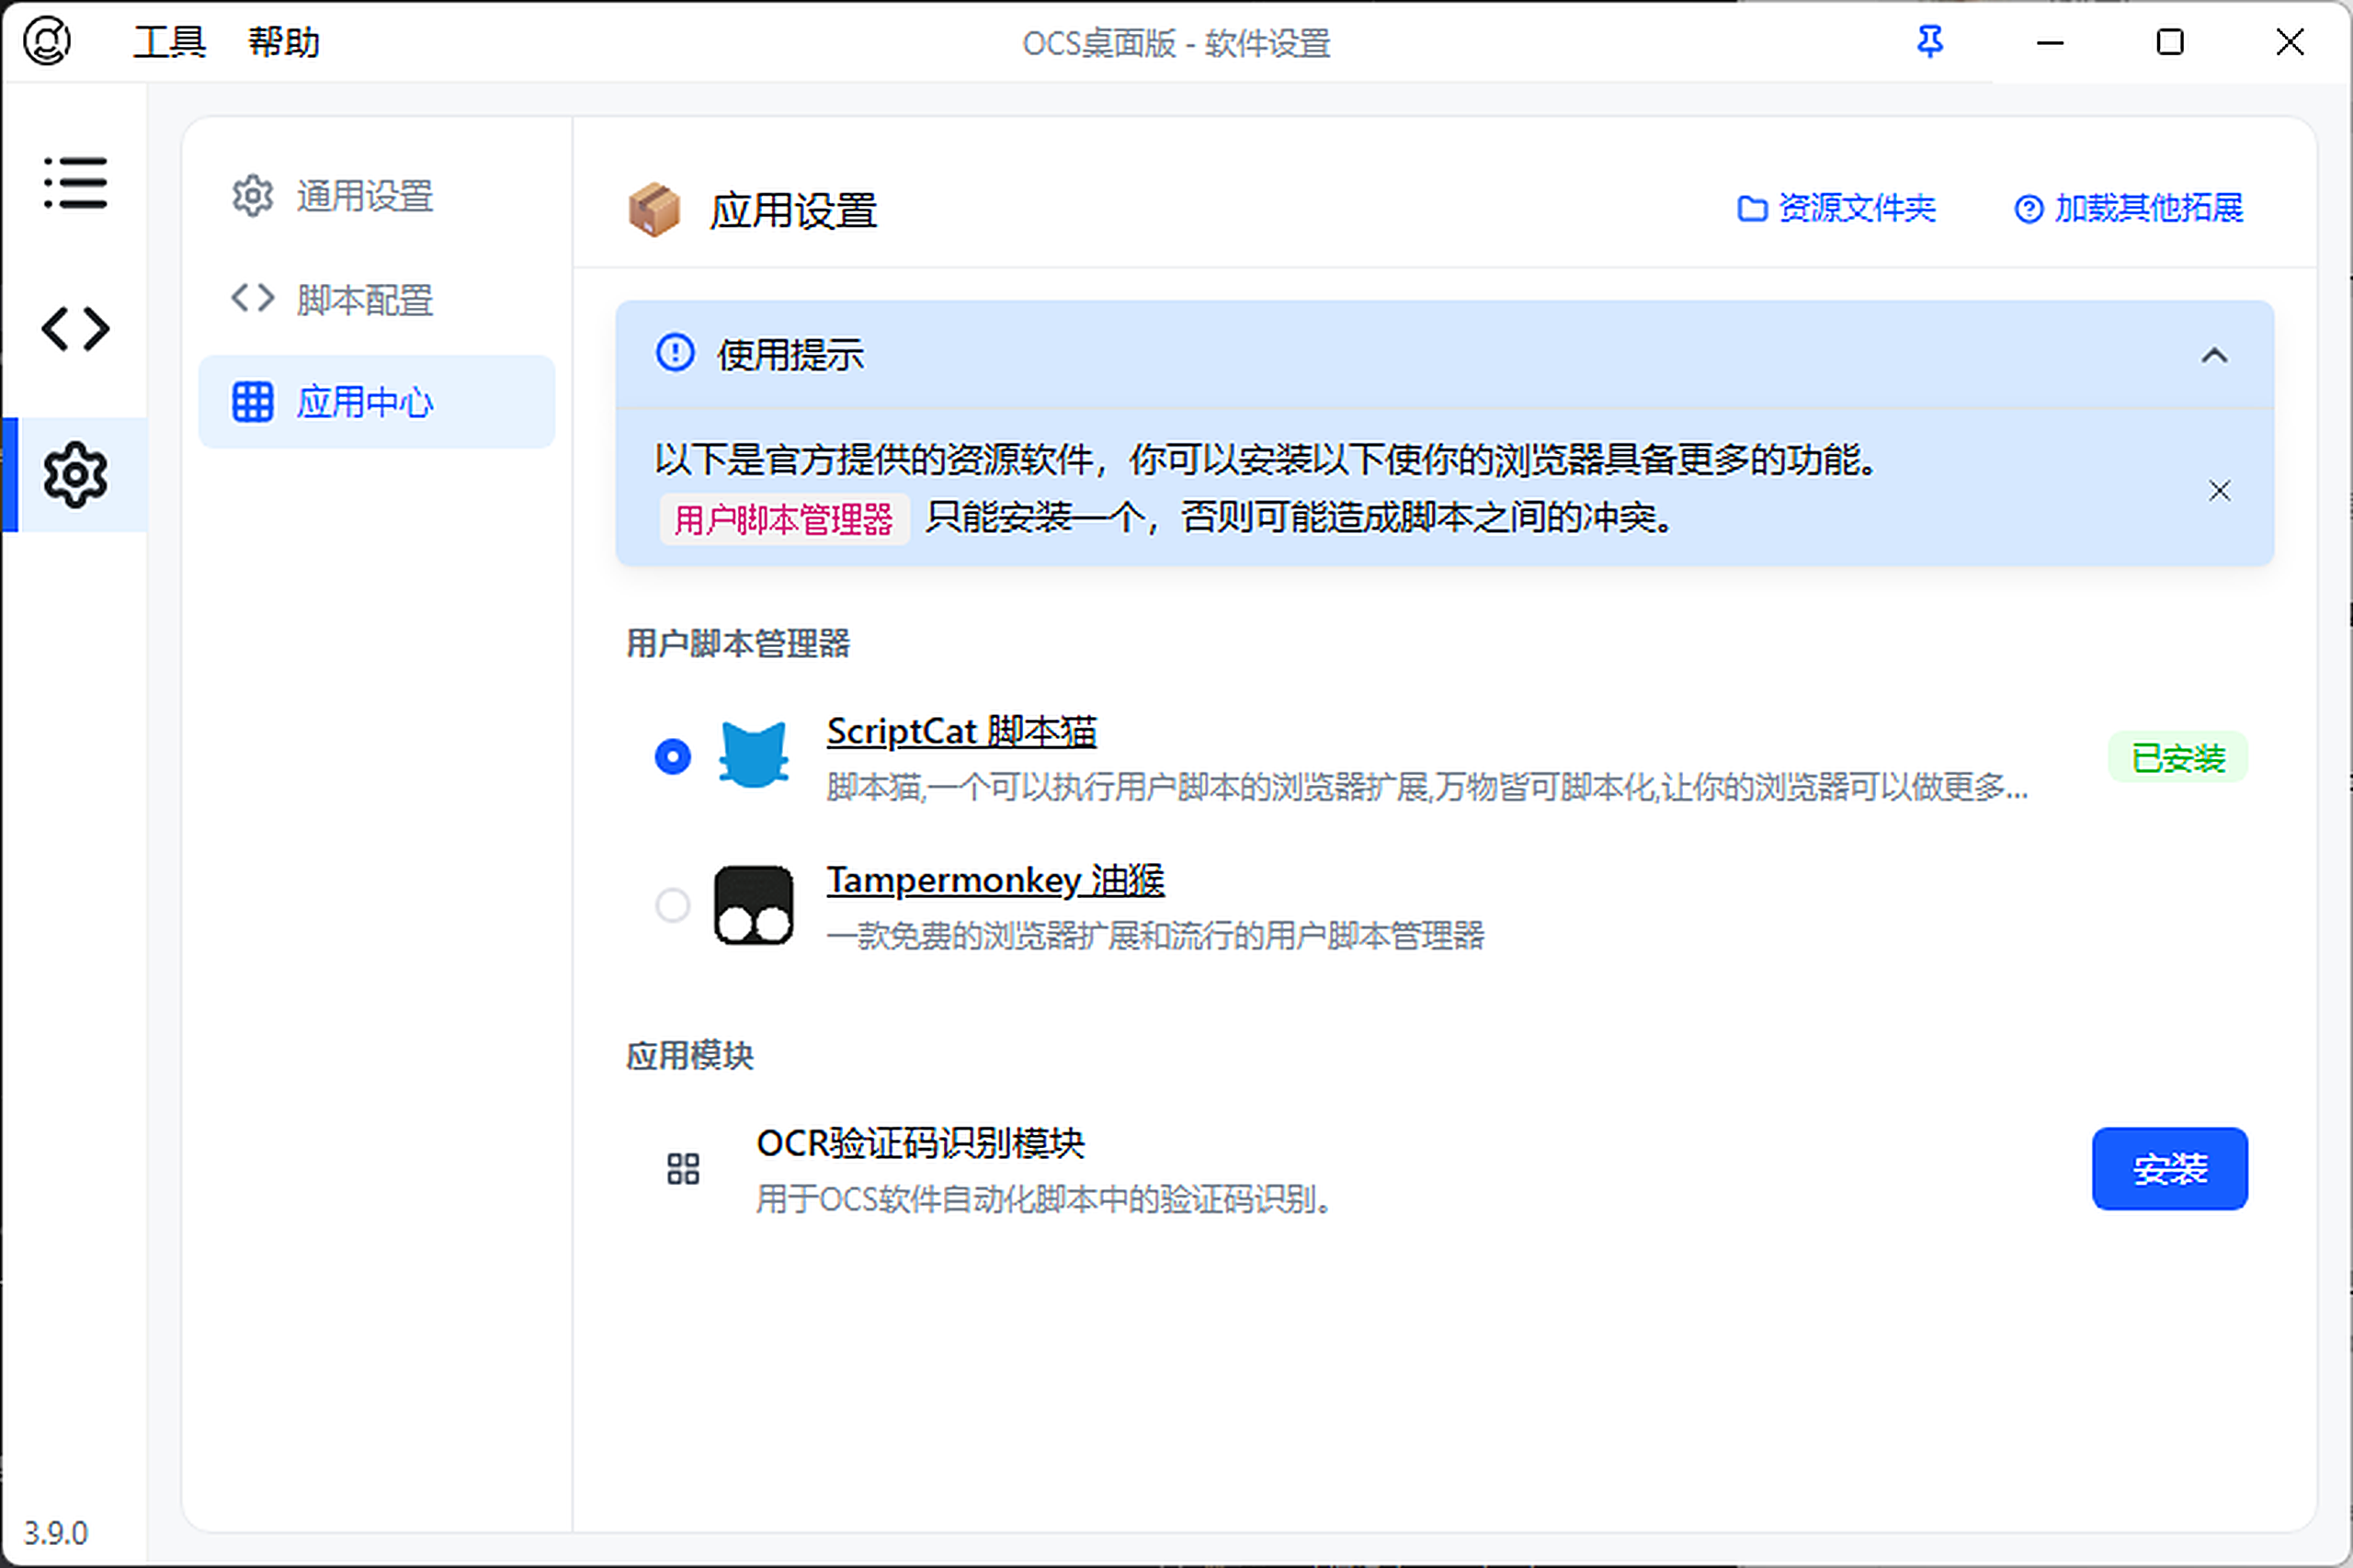 工具 帮助 OCS桌面版 - 软件设置
通用设置
脚本配置
应用中心
应用设置 资源文件夹 加载其他拓展
使用提示
以下是官方提供的资源软件，你可以安装以下使你的浏览器具备更多的功能。
用户脚本管理器 只能安装一个，否则可能造成脚本之间的冲突。
用户脚本管理器
ScriptCat 脚本猫
脚本猫,一个可以执行用户脚本的浏览器扩展,万物皆可脚本化,让你的浏览器可以做更多...
已安装
Tampermonkey 油猴
一款免费的浏览器扩展和流行的用户脚本管理器
应用模块
OCR验证码识别模块
用于OCS软件自动化脚本中的验证码识别。
安装
3.9.0